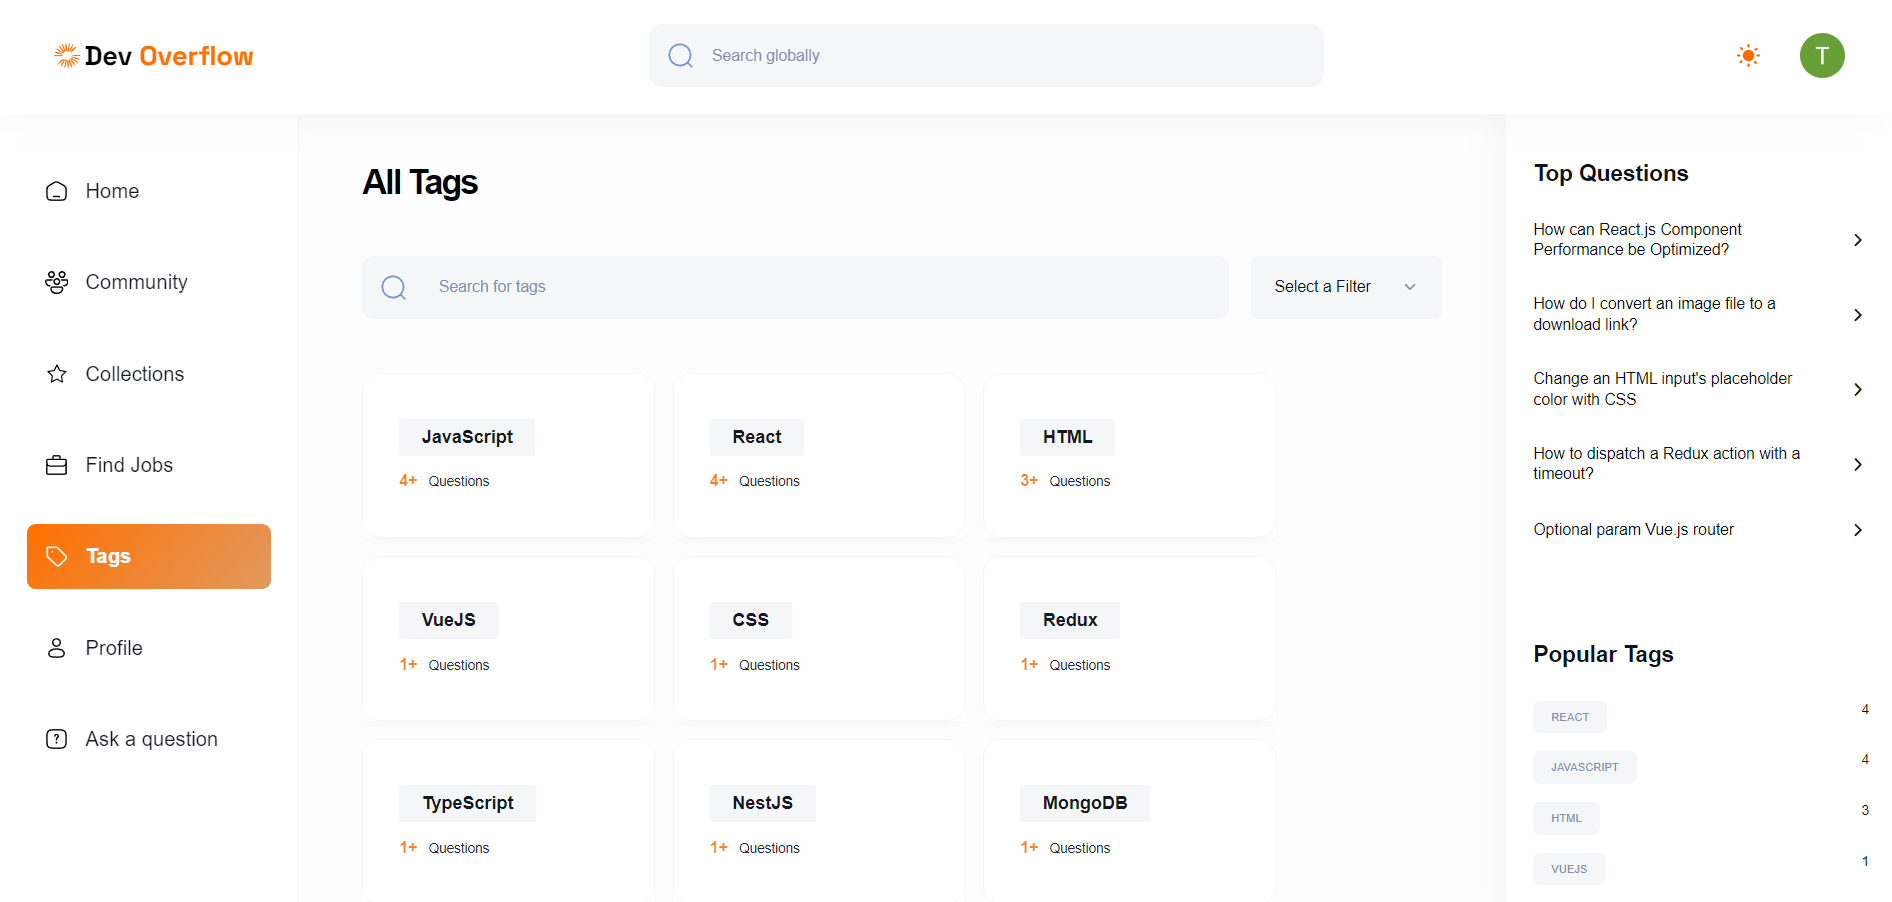 Dev Overflow
Search globally
T
Home
Community
Collections
Find Jobs
Tags
Profile
Ask a question
All Tags
Search for tags
Select a Filter
JavaScript
4+ Questions
React
4+ Questions
HTML
3+ Questions
VueJS
1+ Questions
CSS
1+ Questions
Redux
1+ Questions
TypeScript
1+ Questions
NestJS
1+ Questions
MongoDB
1+ Questions
Top Questions
How can React.js Component
Performance be Optimized?
How do I convert an image file to a
download link?
Change an HTML input's placeholder
color with CSS
How to dispatch a Redux action with a
timeout?
Optional param Vue.js router
Popular Tags
REACT 4
JAVASCRIPT 4
HTML 3
VUEJS 1